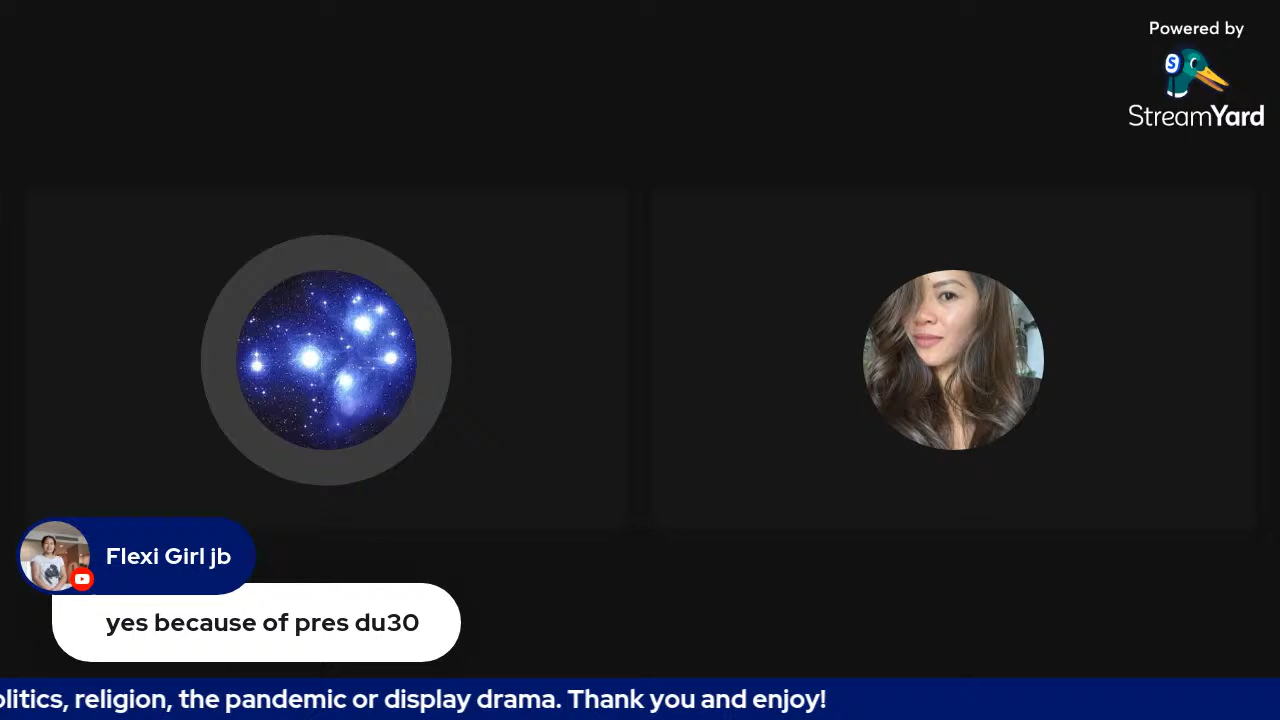 Powered by
S
StreamYard
Flexi Girl jb
yes because of pres du30
olitics, religion, the pandemic or display drama. Thank you and enjoy!